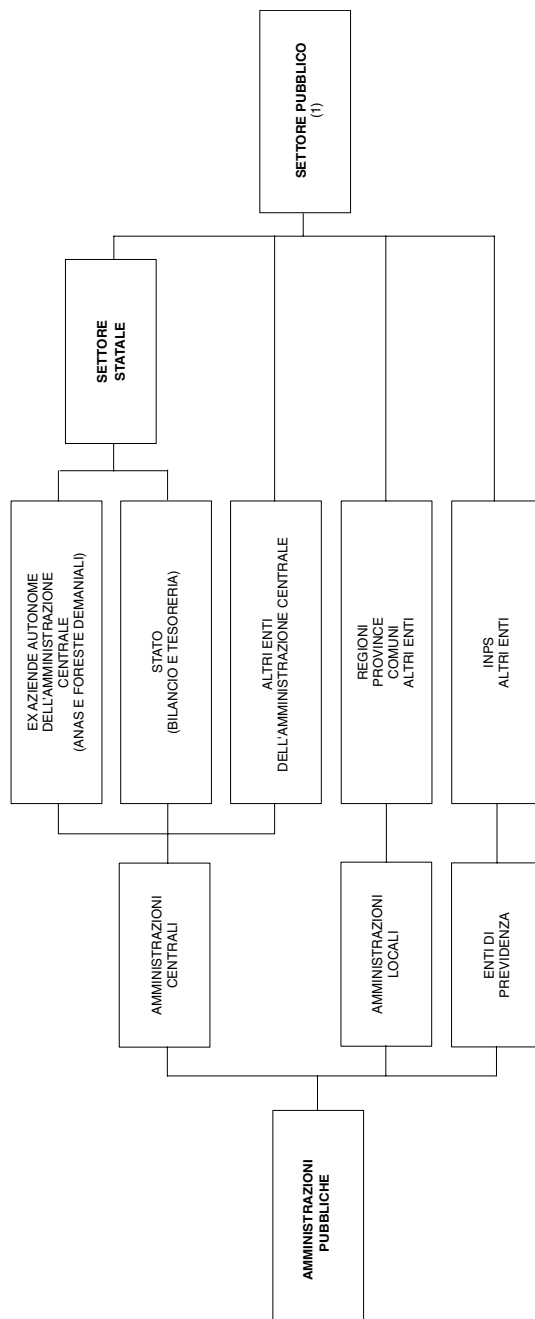 SETTORE PUBBLICO
(1)
SETTORE
STATALE
EX AZIENDE AUTONOME
DELL'AMMINISTRAZIONE
CENTRALE
(ANAS E FORESTE DEMANIALI)
STATO
(BILANCIO E TESORERIA)
ALTRI ENTI
DELL'AMMINISTRAZIONE CENTRALE
REGIONI
PROVINCE
COMUNI
ALTRI ENTI
INPS
ALTRI ENTI
AMMINISTRAZIONI
CENTRALI
AMMINISTRAZIONI
LOCALI
ENTI DI
PREVIDENZA
AMMINISTRAZIONI
PUBBLICHE